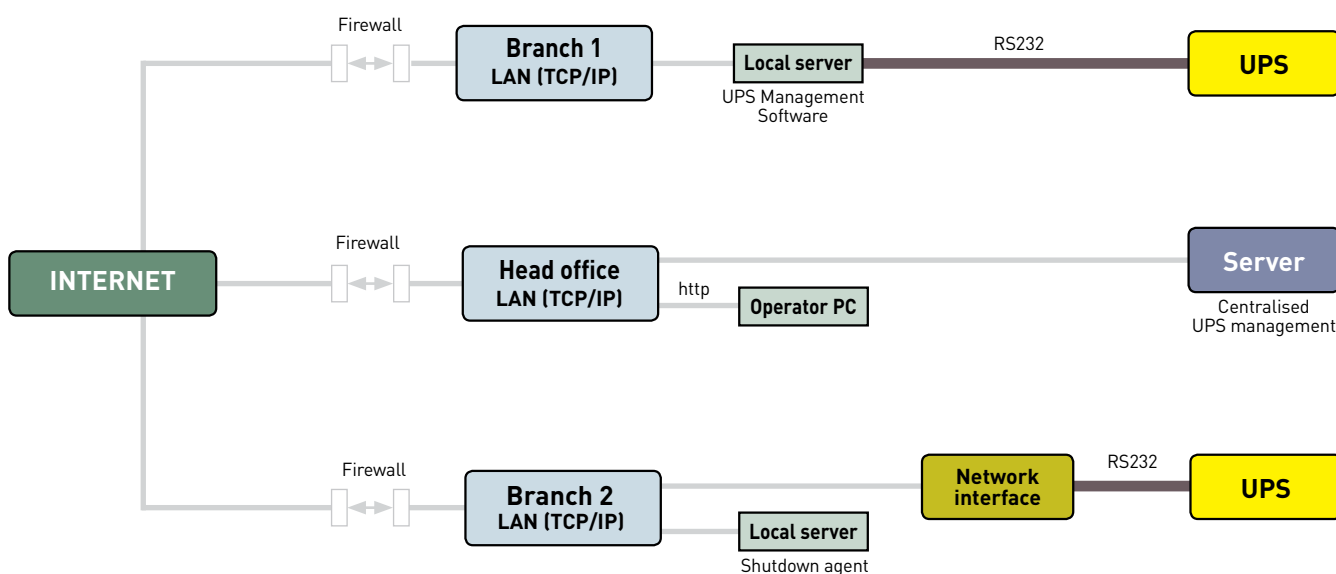 Firewall
Branch 1
LAN (TCP/IP)
Local server
UPS Management
Software
RS232
UPS
INTERNET
Firewall
Head office
LAN (TCP/IP)
http
Operator PC
Server
Centralised
UPS management
Firewall
Branch 2
LAN (TCP/IP)
Local server
Shutdown agent
Network
interface
RS232
UPS